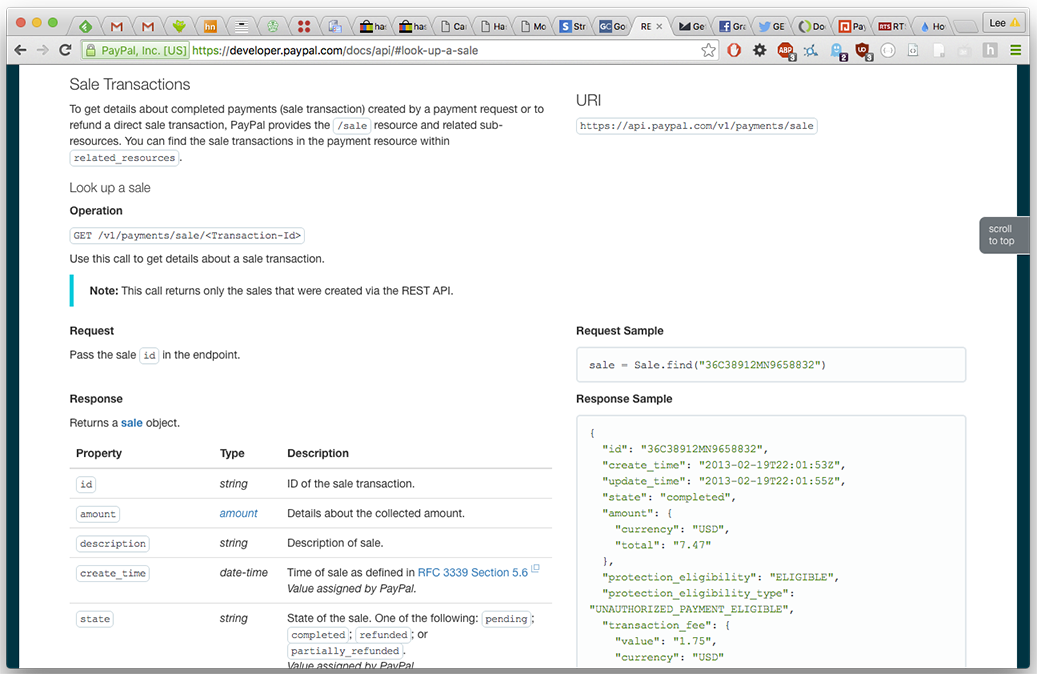 hn
has
has
Ca
Ha
Mo
S Str
GC Go
RE ×
Ge
Gra
GE
Do
Pay
RTS RTS
Ho
Lee
PayPal, Inc. [US] https://developer.paypal.com/docs/api/#look-up-a-sale
ABP 3
2
UD 3
h
Sale Transactions
To get details about completed payments (sale transaction) created by a payment request or to
refund a direct sale transaction, PayPal provides the /sale resource and related sub-
resources. You can find the sale transactions in the payment resource within
related_resources.
URI
https://api.paypal.com/v1/payments/sale
Look up a sale
Operation
GET /v1/payments/sale/<Transaction-Id>
Use this call to get details about a sale transaction.
scroll
to top
Note: This call returns only the sales that were created via the REST API.
Request
Pass the sale id in the endpoint.
Request Sample
sale = Sale.find("36C38912MN9658832")
Response
Returns a sale object.
Property Type Description
id string ID of the sale transaction.
amount amount Details about the collected amount.
description string Description of sale.
create_time date-time Time of sale as defined in RFC 3339 Section 5.6
Value assigned by PayPal.
state string State of the sale. One of the following: pending;
completed; refunded; or
partially_refunded.
Value assigned by PayPal
Response Sample
{
"id": "36C38912MN9658832",
"create_time": "2013-02-19T22:01:53Z",
"update_time": "2013-02-19T22:01:55Z",
"state": "completed",
"amount": {
"currency": "USD",
"total": "7.47"
},
"protection_eligibility": "ELIGIBLE",
"protection_eligibility_type":
"UNAUTHORIZED_PAYMENT_ELIGIBLE",
"transaction_fee": {
"value": "1.75",
"currency": "USD"